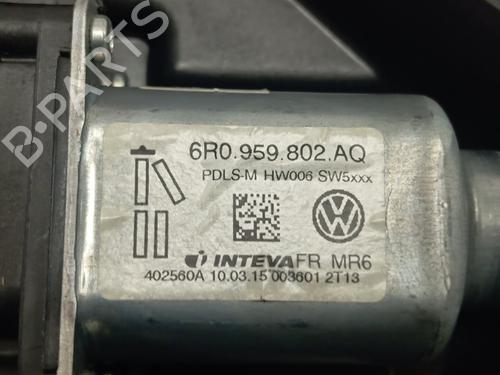 B-PARTS
6R0.959.802.AQ
PDLS-M HW006 SW5xxx
INTEVA FR MR6
402560A 10.03.15 003601 2T13